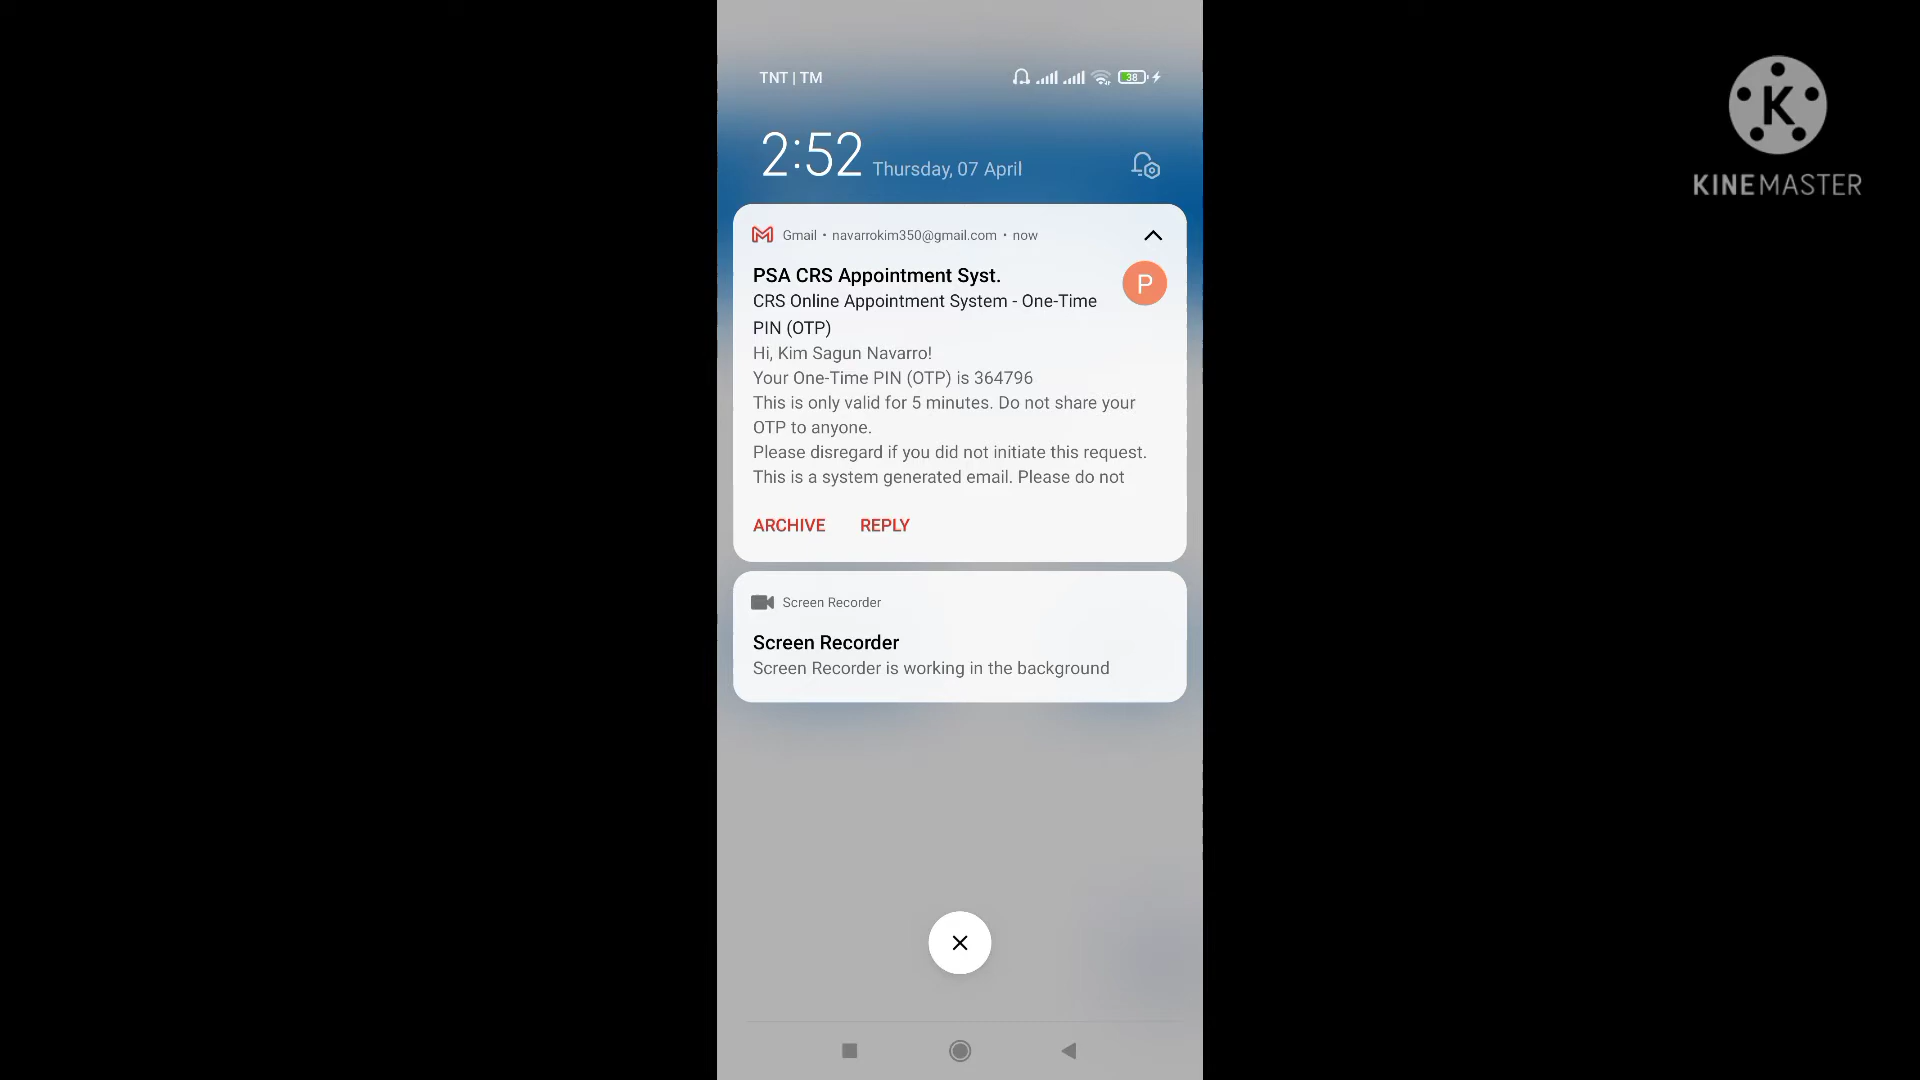 TNT | TM
38
2:52 Thursday, 07 April
KINEMASTER
Gmail • navarrokim350@gmail.com • now
PSA CRS Appointment Syst.
P
CRS Online Appointment System - One-Time
PIN (OTP)
Hi, Kim Sagun Navarro!
Your One-Time PIN (OTP) is 364796
This is only valid for 5 minutes. Do not share your
OTP to anyone.
Please disregard if you did not initiate this request.
This is a system generated email. Please do not
ARCHIVE REPLY
Screen Recorder
Screen Recorder
Screen Recorder is working in the background